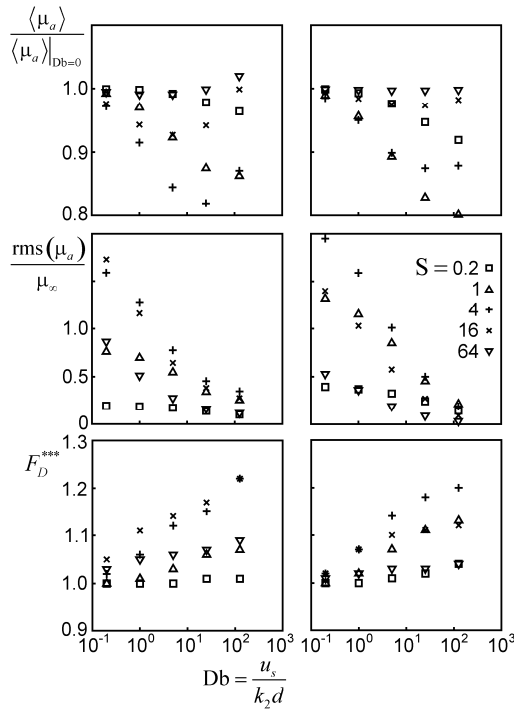 ⟨μ_a⟩
⟨μ_a⟩|Db=0
1.0
0.9
0.8
rms(μ_a)
μ_∞
1.0
0.5
0
S = 0.2
1
4
16
64
F_D***
1.3
1.2
1.1
1.0
0.9
10^-1 10^0 10^1 10^2 10^3 10^-1 10^0 10^1 10^2 10^3
Db = u_s
k_2 d